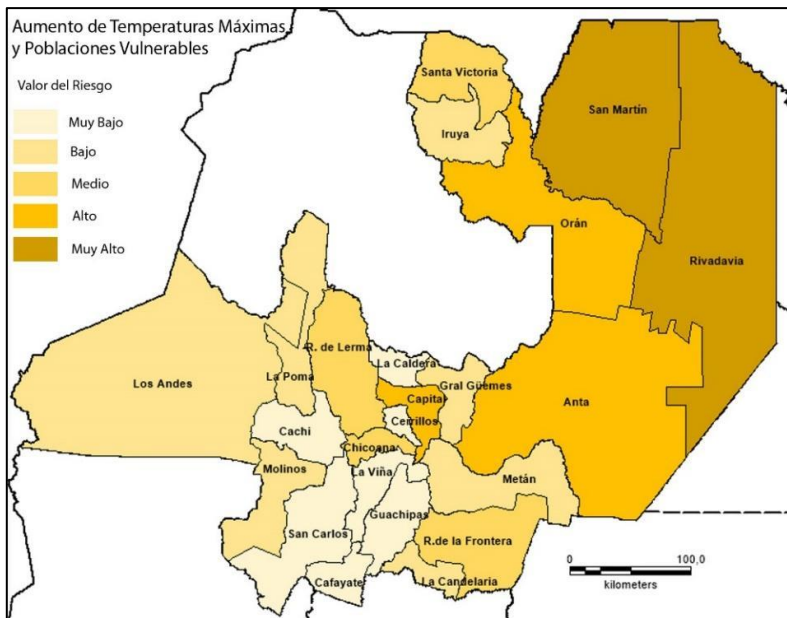 Aumento de Temperaturas Máximas
y Poblaciones Vulnerables
Valor del Riesgo
Muy Bajo
Bajo
Medio
Alto
Muy Alto
Santa Victoria
Iruya
San Martín
Orán
Rivadavia
R. de Lerma
La Caldera
Los Andes
La Poma
Gral Güemes
Capital
Anta
Cerrillos
Cachi
Chicoana
Molinos
La Viña
Metán
Guachipas
San Carlos
R.de la Frontera
Cafayate
La Candelaria
0
100,0
kilometers